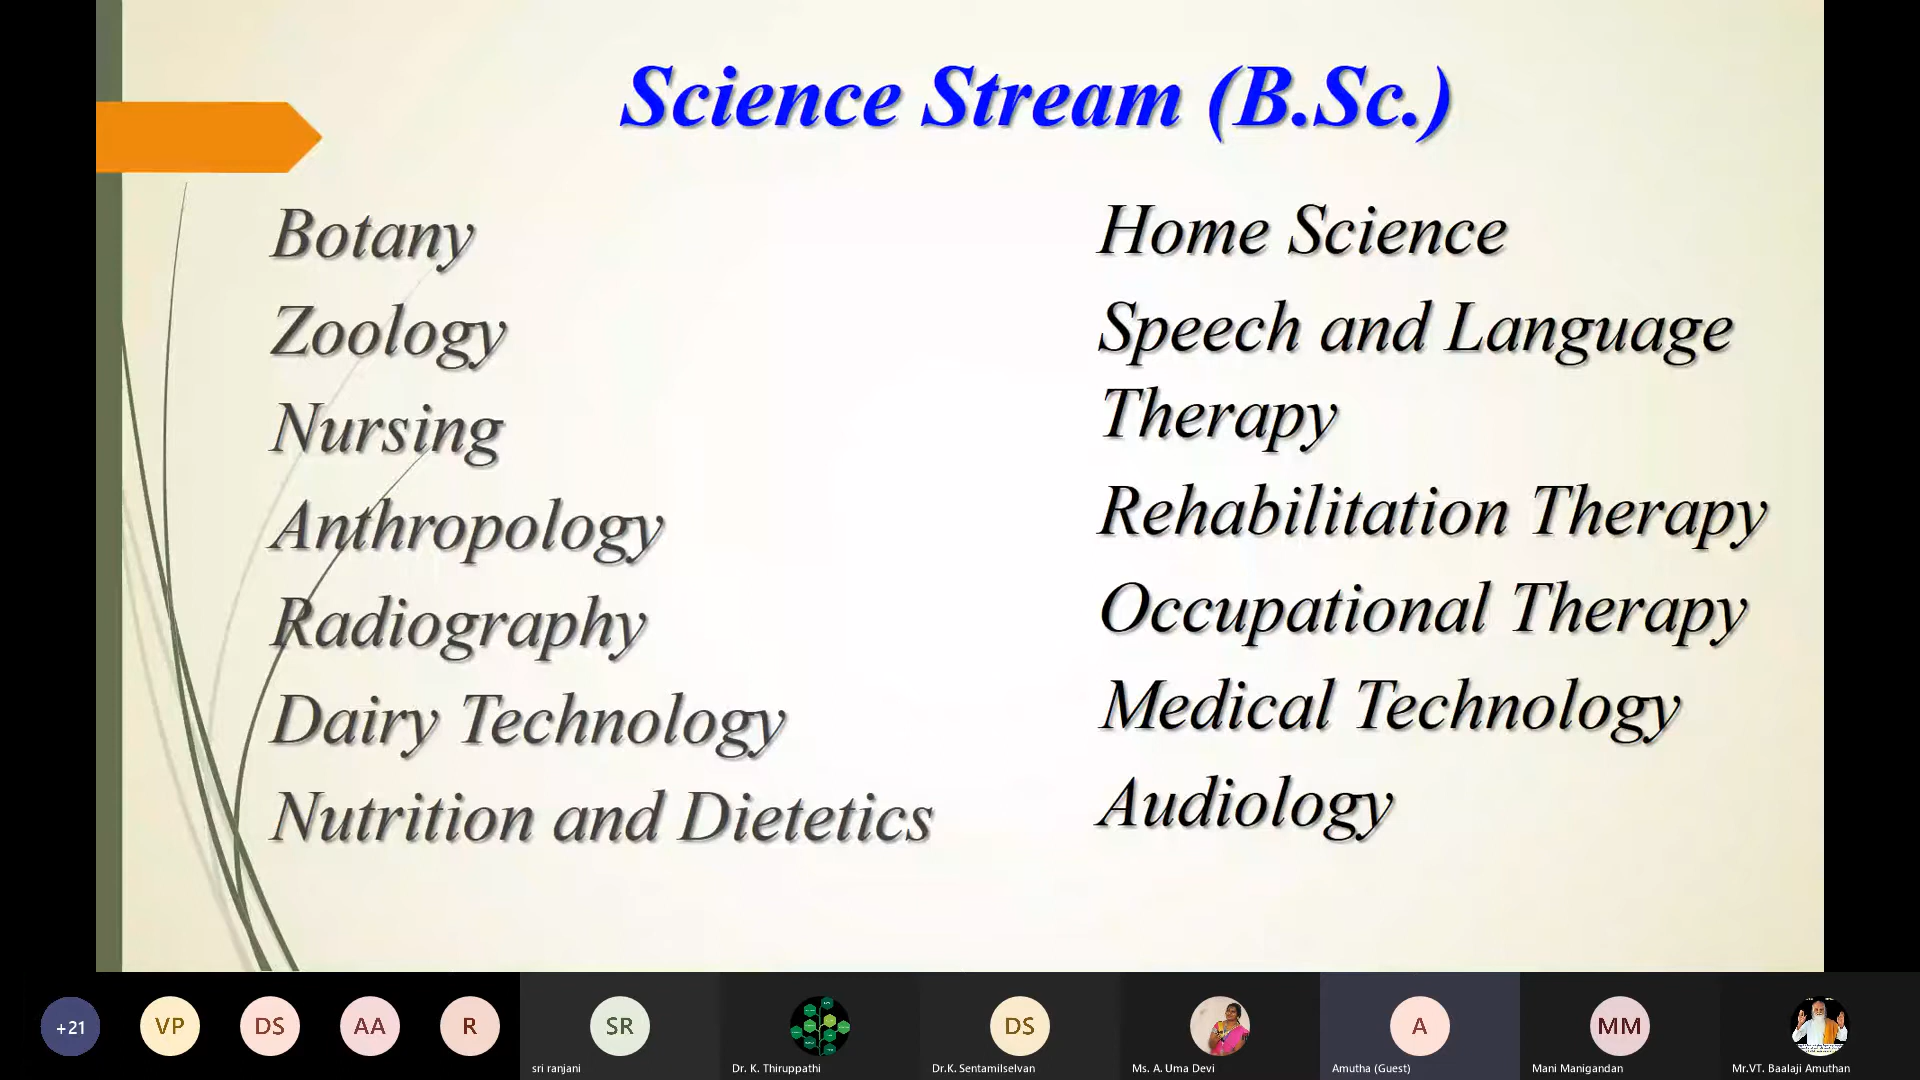 Science Stream (B.Sc.)
Botany
Zoology
Nursing
Anthropology
Radiography
Dairy Technology
Nutrition and Dietetics
Home Science
Speech and Language
Therapy
Rehabilitation Therapy
Occupational Therapy
Medical Technology
Audiology
+21
VP
DS
AA
R
SR
DS
A
MM
sri ranjani
Dr. K. Thiruppathi
Dr.K. Sentamilselvan
Ms. A. Uma Devi
Amutha (Guest)
Mani Manigandan
Mr.VT. Baalaji Amuthan